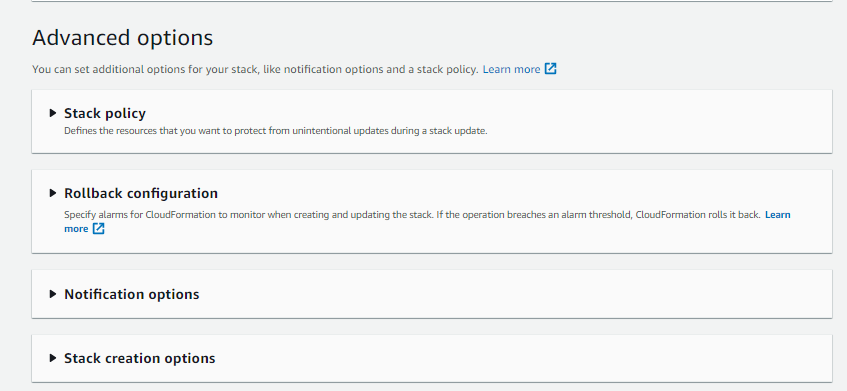 Advanced options
You can set additional options for your stack, like notification options and a stack policy. Learn more
Stack policy
Defines the resources that you want to protect from unintentional updates during a stack update.
Rollback configuration
Specify alarms for CloudFormation to monitor when creating and updating the stack. If the operation breaches an alarm threshold, CloudFormation rolls it back. Learn
more
Notification options
Stack creation options